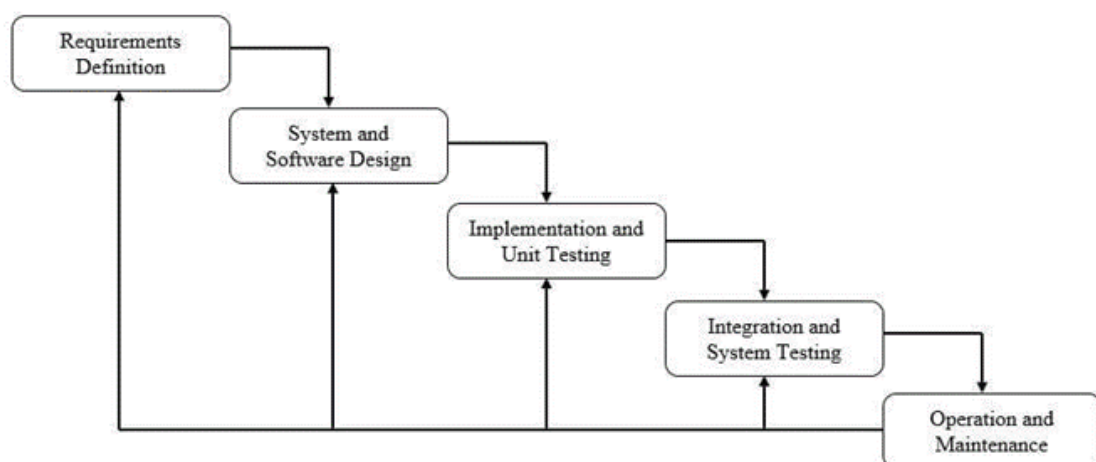 Requirements
Definition
System and
Software Design
Implementation and
Unit Testing
Integration and
System Testing
Operation and
Maintenance